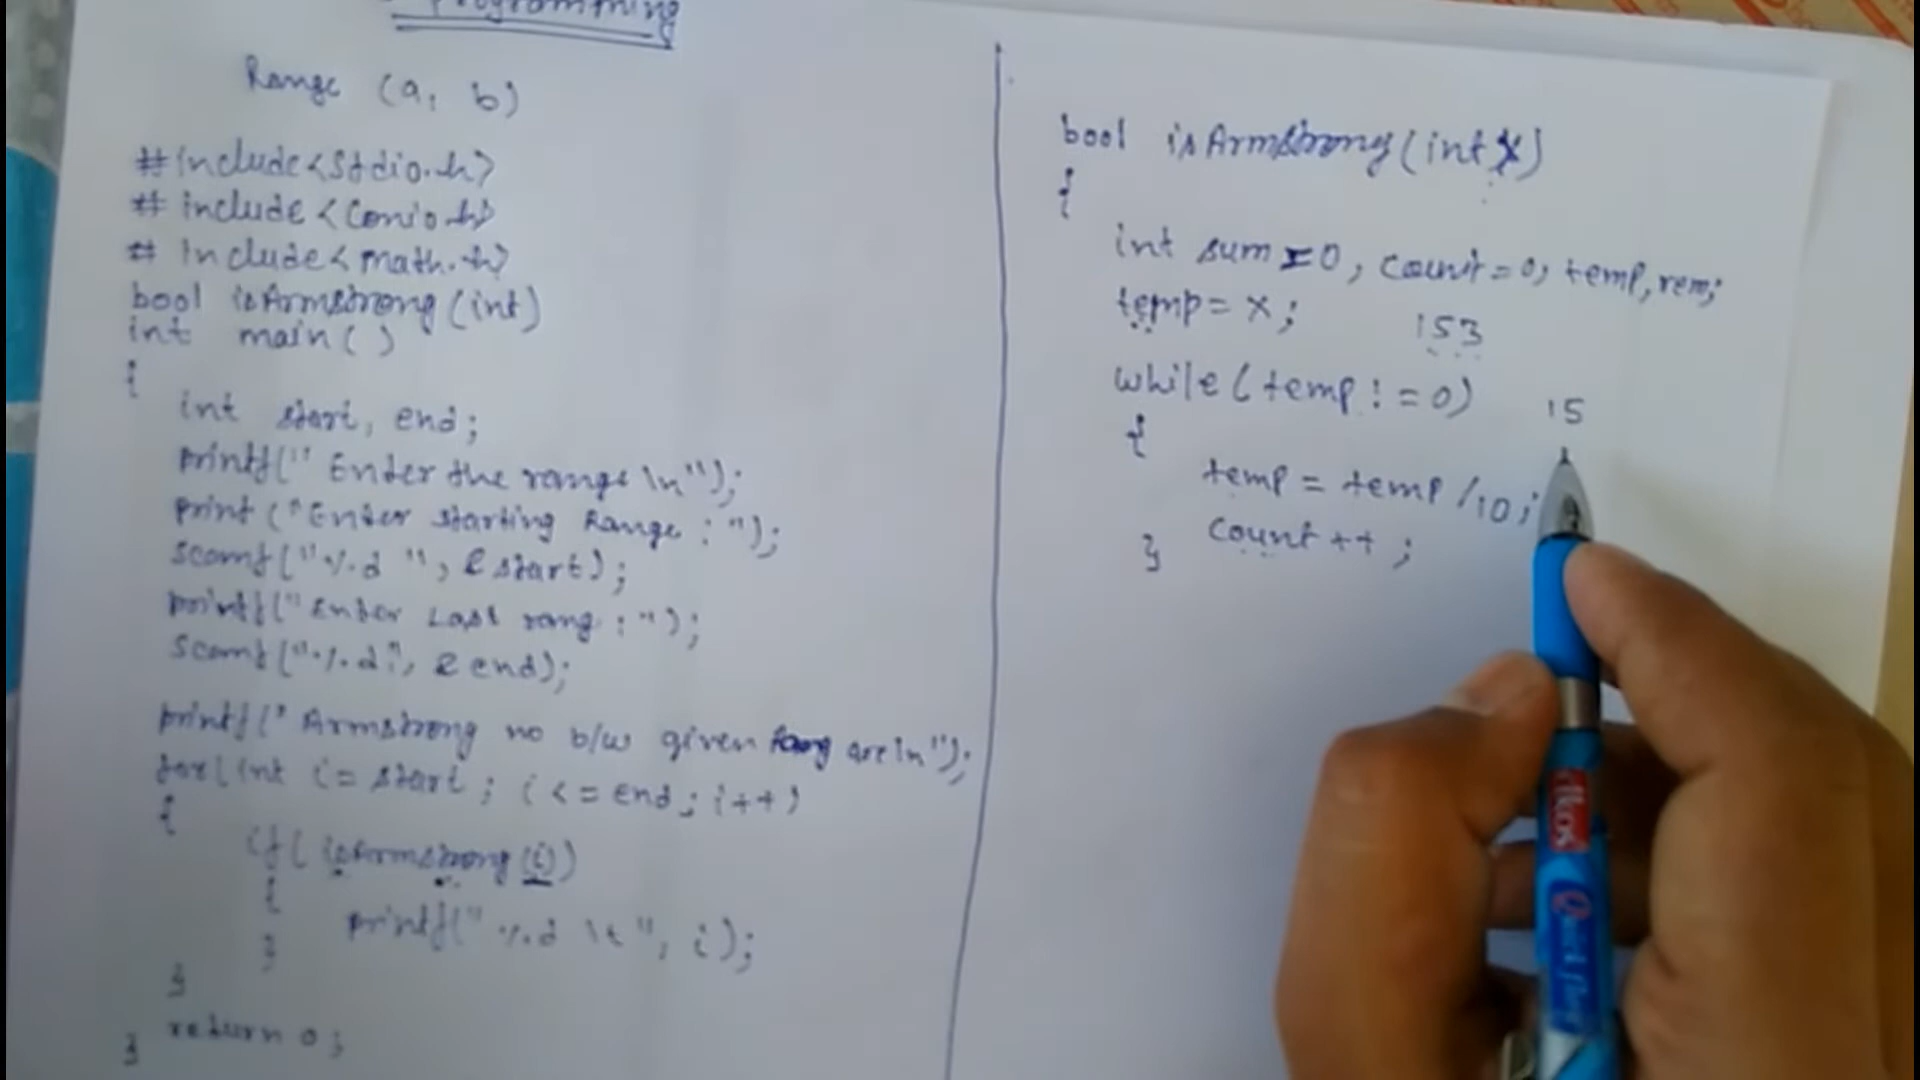 Programming
Range (a, b)
#include<stdio.h>
# include <conio.h>
# include<math.h>
bool isArmstrong (int)
int main( )
{
int start, end;
printf(" Enter the range \n");
print ("Enter starting Range : ");
scanf("%d ", &start);
printf("Enter Last rang : ");
scanf("%d", & end);
printf(" Armstrong no b/w given rang are\n");
for(int i= start ; i <= end ; i++)
{
if( isArmstrong (i))
{
printf(" %d \t ", i );
}
}
return 0 ;
}
bool isArmstrong (int x)
{
int sum = 0, count = 0, temp, rem;
temp = x ;
153
while ( temp ! = 0)
15
{
temp = temp /10 ;
count ++ ;
}